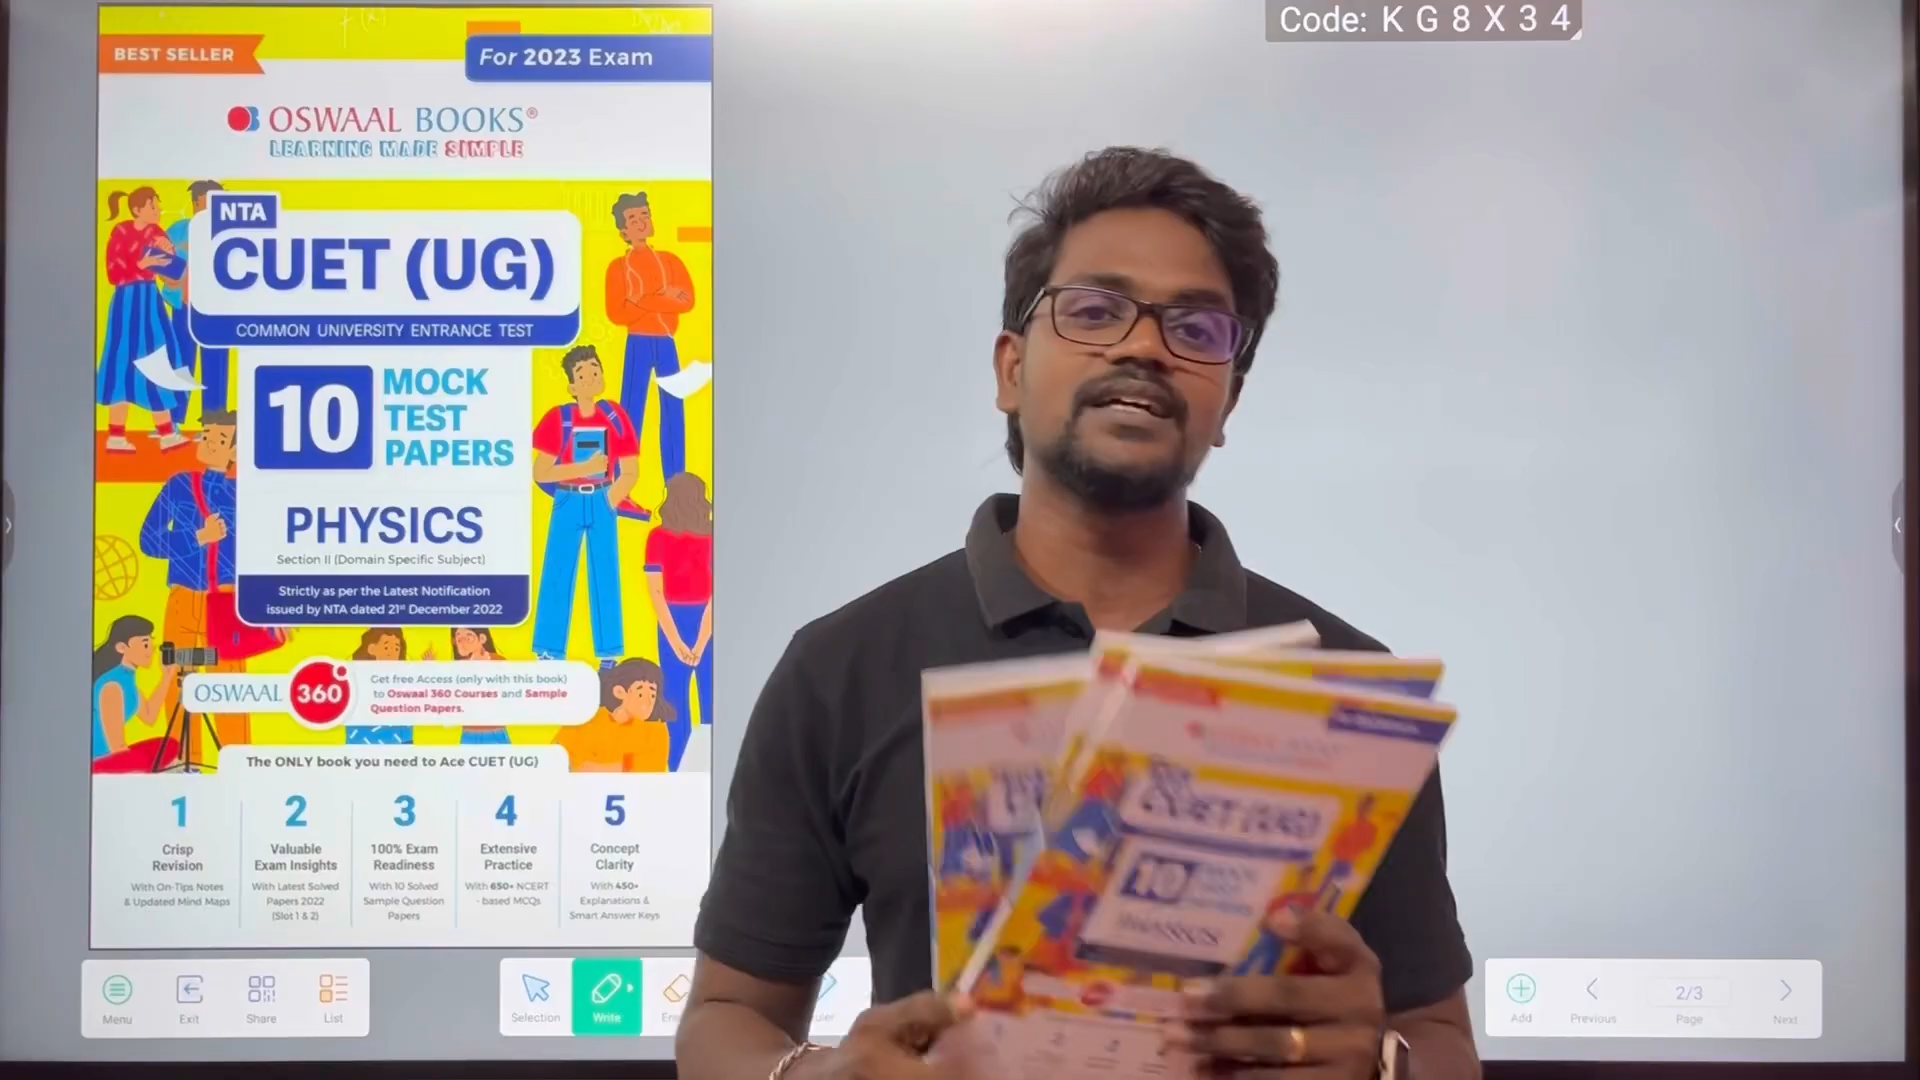 Code: K G 8 X 3 4
BEST SELLER
For 2023 Exam
OSWAAL BOOKS®
LEARNING MADE SIMPLE
NTA
CUET (UG)
COMMON UNIVERSITY ENTRANCE TEST
10
MOCK
TEST
PAPERS
PHYSICS
Section II (Domain Specific Subject)
Strictly as per the Latest Notification
issued by NTA dated 21st December 2022
OSWAAL 360
Get free Access (only with this book)
to Oswaal 360 Courses and Sample
Question Papers.
The ONLY book you need to Ace CUET (UG)
1
Crisp
Revision
With On-Tips Notes
& Updated Mind Maps
2
Valuable
Exam Insights
With Latest Solved
Papers 2022
(Slot 1 & 2)
3
100% Exam
Readiness
With 10 Solved
Sample Question
Papers
4
Extensive
Practice
With 650+ NCERT
- based MCQs
5
Concept
Clarity
With 450+
Explanations &
Smart Answer Keys
CUET (UG)
10
Menu
Exit
Share
List
Selection
Write
Add
Previous
2/3
Page
Next